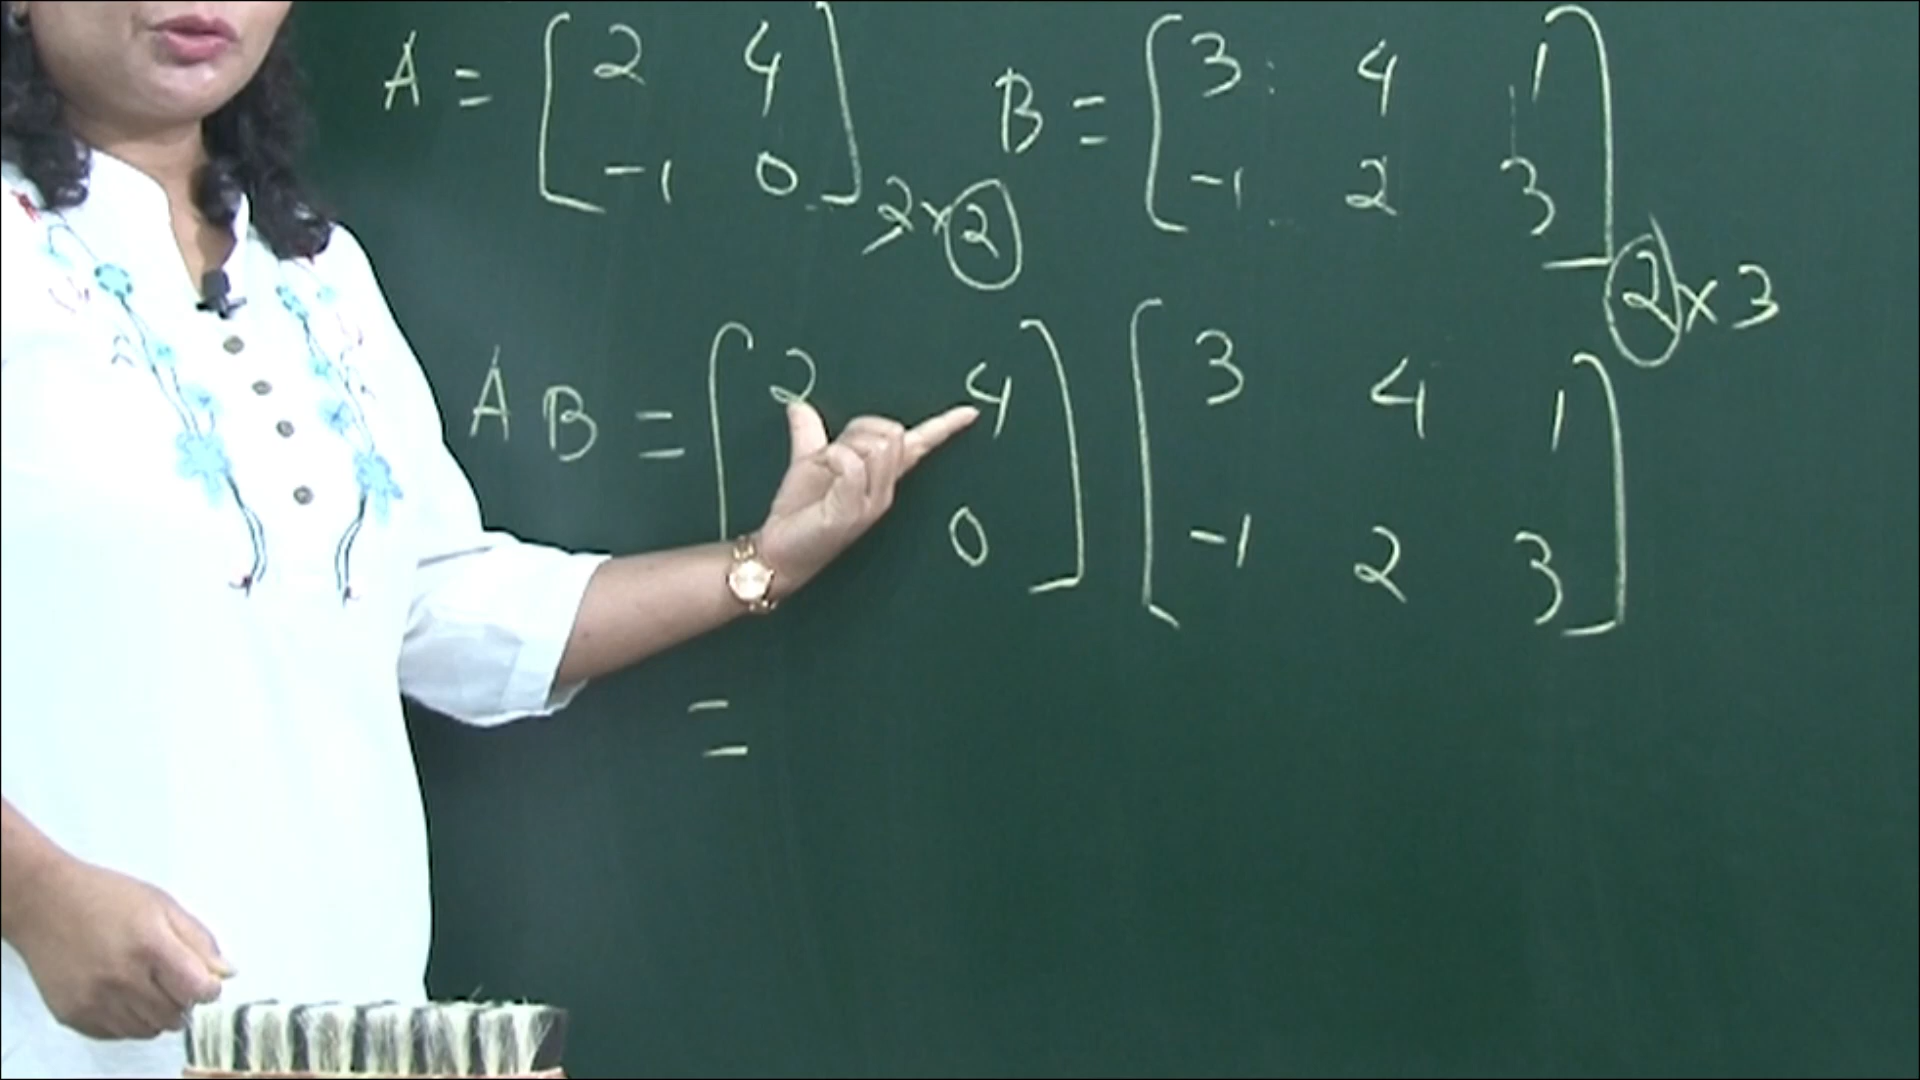 A = [ 2 4 ] B = [ 3 4 1 ]
[ -1 0 ] 2×2 [ -1 2 3 ] 2×3
A B = [ 2 4 ] [ 3 4 1 ]
[ 0 ] [ -1 2 3 ]
=